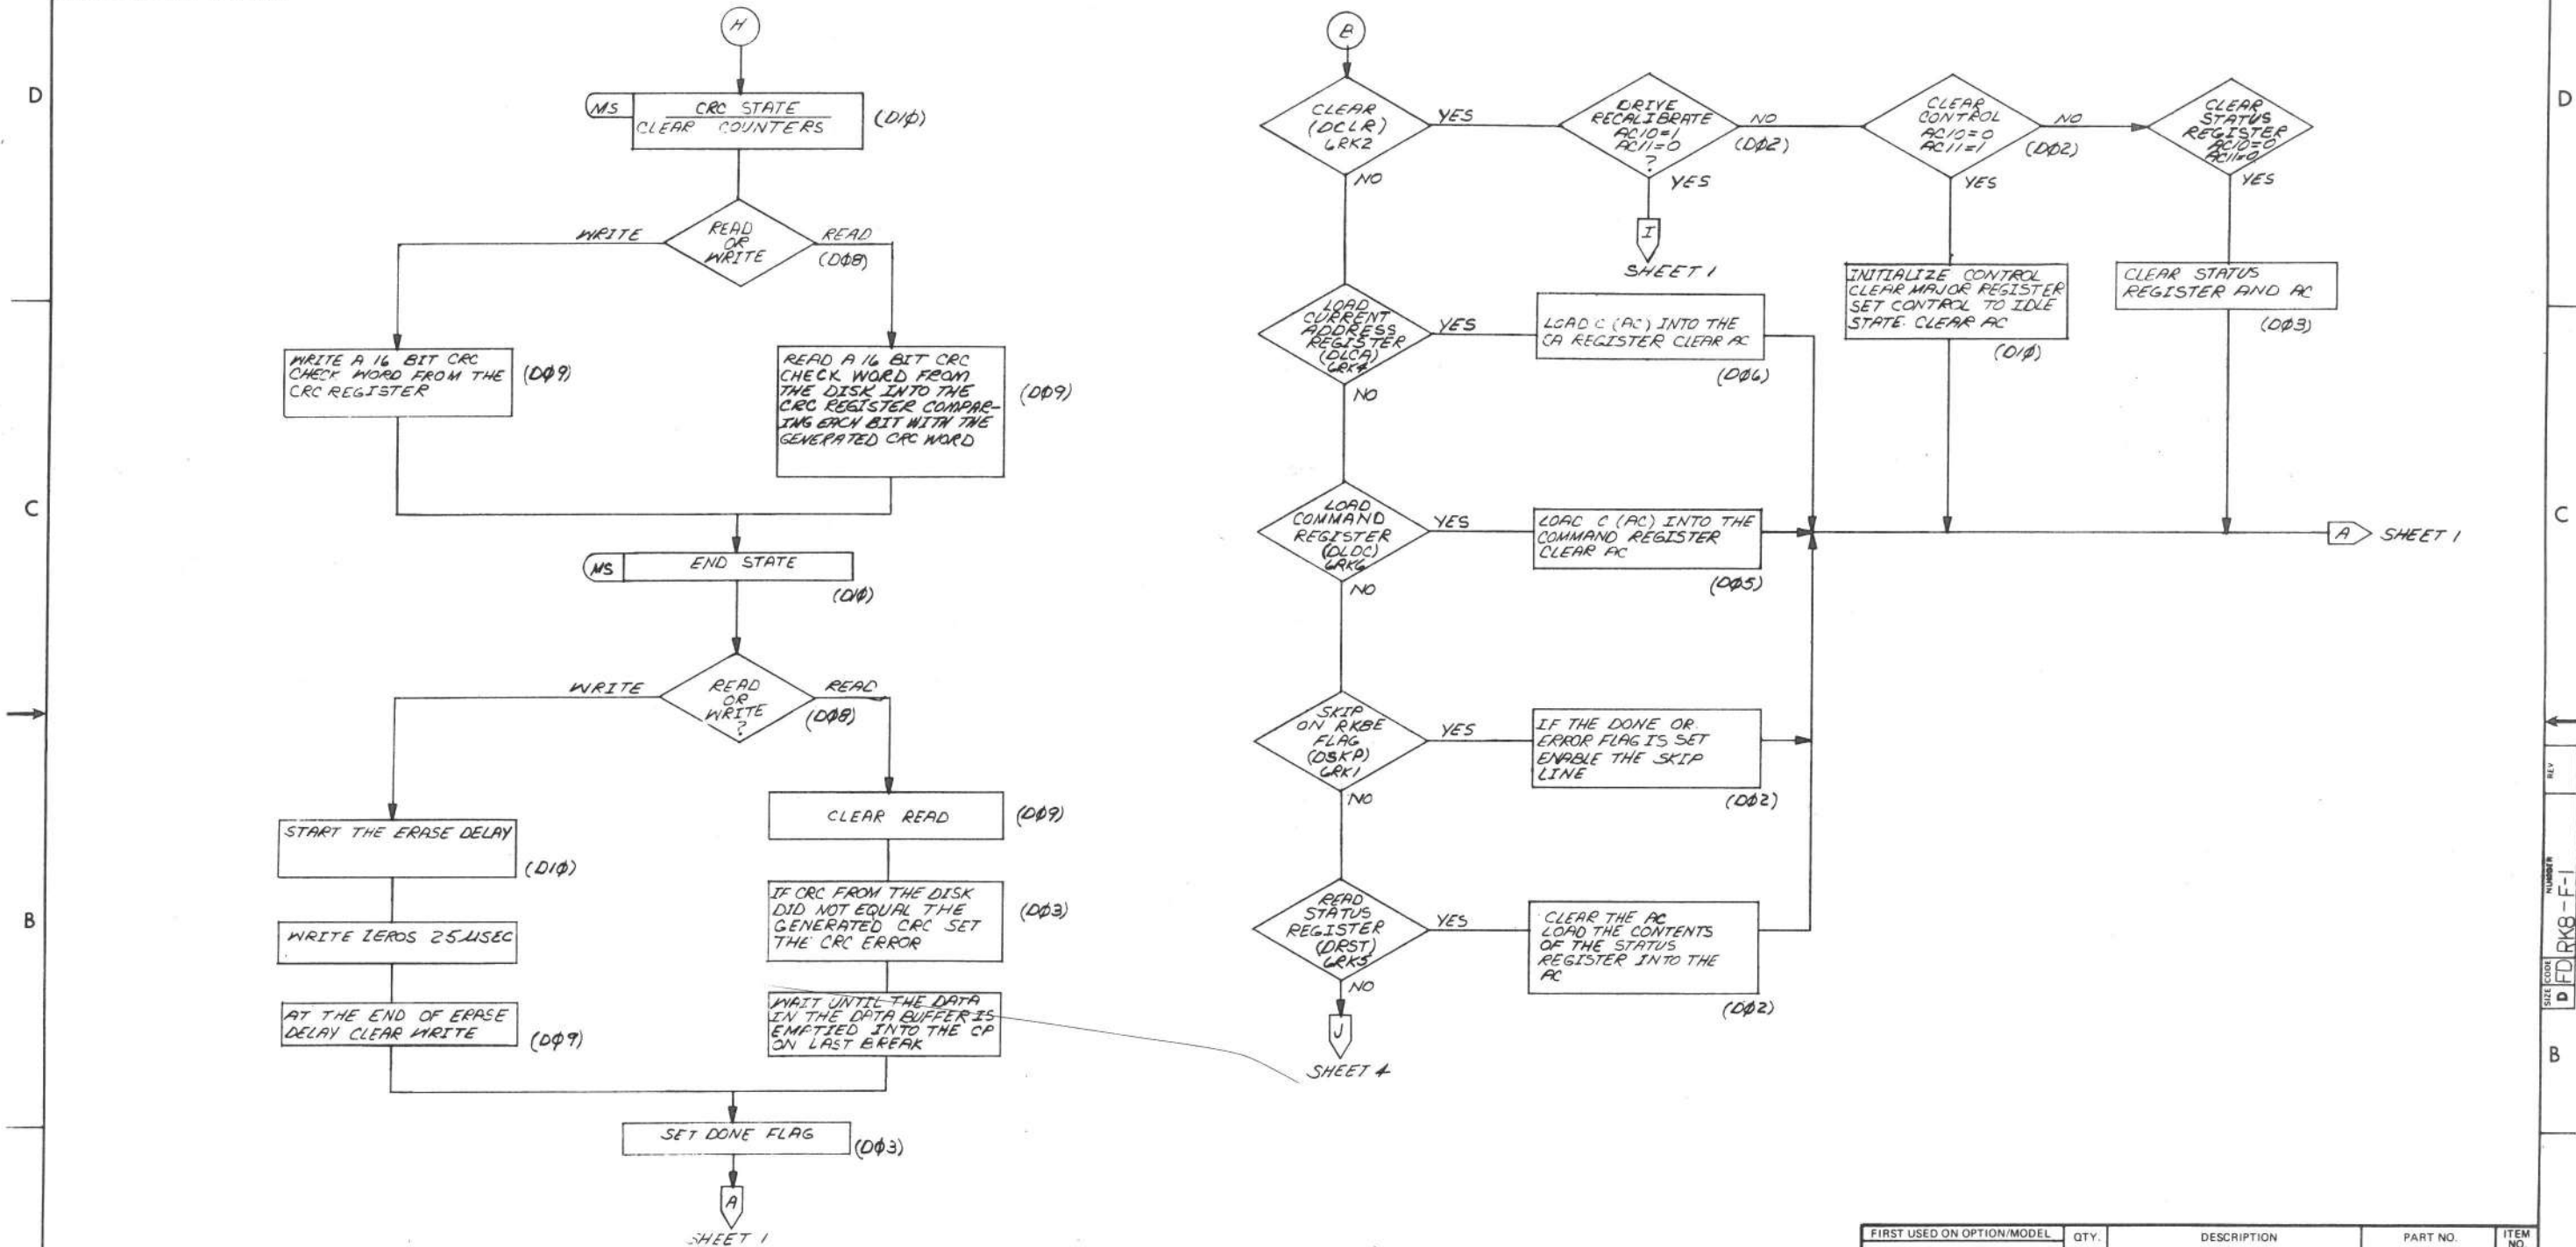 D
C
B
H
MS
CRC STATE
CLEAR COUNTERS
(D1Ø)
READ
OR
WRITE
WRITE
READ
(DØ8)
WRITE A 16 BIT CRC
CHECK WORD FROM THE
CRC REGISTER
(DØ9)
READ A 16 BIT CRC
CHECK WORD FROM
THE DISK INTO THE
CRC REGISTER COMPAR-
ING EACH BIT WITH THE
GENERATED CRC WORD
(DØ9)
MS
END STATE
(D1Ø)
READ
OR
WRITE
?
WRITE
READ
(DØ8)
START THE ERASE DELAY
(D1Ø)
WRITE ZEROS 25 µSEC
AT THE END OF ERASE
DELAY CLEAR WRITE
(DØ9)
CLEAR READ
(DØ9)
IF CRC FROM THE DISK
DID NOT EQUAL THE
GENERATED CRC SET
THE CRC ERROR
(DØ3)
WAIT UNTIL THE DATA
IN THE DATA BUFFER IS
EMPTIED INTO THE CP
ON LAST BREAK
SET DONE FLAG
(DØ3)
A
SHEET 1
B
CLEAR
(DCLR)
6RK2
YES
NO
DRIVE
RECALIBRATE
AC10=1
AC11=0
?
NO
(DØ2)
YES
I
SHEET 1
CLEAR
CONTROL
AC10=0
AC11=1
NO
(DØ2)
YES
INITIALIZE CONTROL
CLEAR MAJOR REGISTER
SET CONTROL TO IDLE
STATE. CLEAR AC
(D1Ø)
CLEAR
STATUS
REGISTER
AC10=0
AC11=0
YES
CLEAR STATUS
REGISTER AND AC
(DØ3)
LOAD
CURRENT
ADDRESS
REGISTER
(DLCA)
6RK4
YES
NO
LOAD C (AC) INTO THE
CA REGISTER CLEAR AC
(DØ6)
LOAD
COMMAND
REGISTER
(DLDC)
6RK6
YES
NO
LOAC C (AC) INTO THE
COMMAND REGISTER
CLEAR AC
(DØ5)
A
SHEET 1
SKIP
ON RKBE
FLAG
(DSKP)
6RK1
YES
NO
IF THE DONE OR
ERROR FLAG IS SET
ENABLE THE SKIP
LINE
(DØ2)
READ
STATUS
REGISTER
(DRST)
6RK5
YES
NO
CLEAR THE AC
LOAD THE CONTENTS
OF THE STATUS
REGISTER INTO THE
AC
(DØ2)
J
SHEET 4
D
C
B
REV
NUMBER
RK8-F-1
SIZE CODE
D FD
FIRST USED ON OPTION/MODEL
QTY.
DESCRIPTION
PART NO.
ITEM
NO.